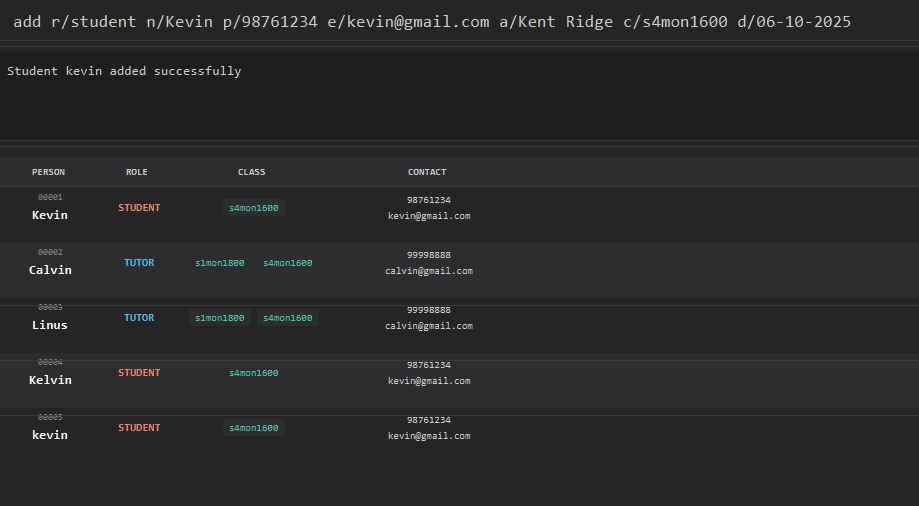 add r/student n/Kevin p/98761234 e/kevin@gmail.com a/Kent Ridge c/s4mon1600 d/06-10-2025
Student kevin added successfully
PERSON ROLE CLASS CONTACT
00001
Kevin STUDENT s4mon1600 98761234
kevin@gmail.com
00002
Calvin TUTOR s1mon1800 s4mon1600 99998888
calvin@gmail.com
00003
Linus TUTOR s1mon1800 s4mon1600 99998888
calvin@gmail.com
00004
Kelvin STUDENT s4mon1600 98761234
kevin@gmail.com
00005
kevin STUDENT s4mon1600 98761234
kevin@gmail.com